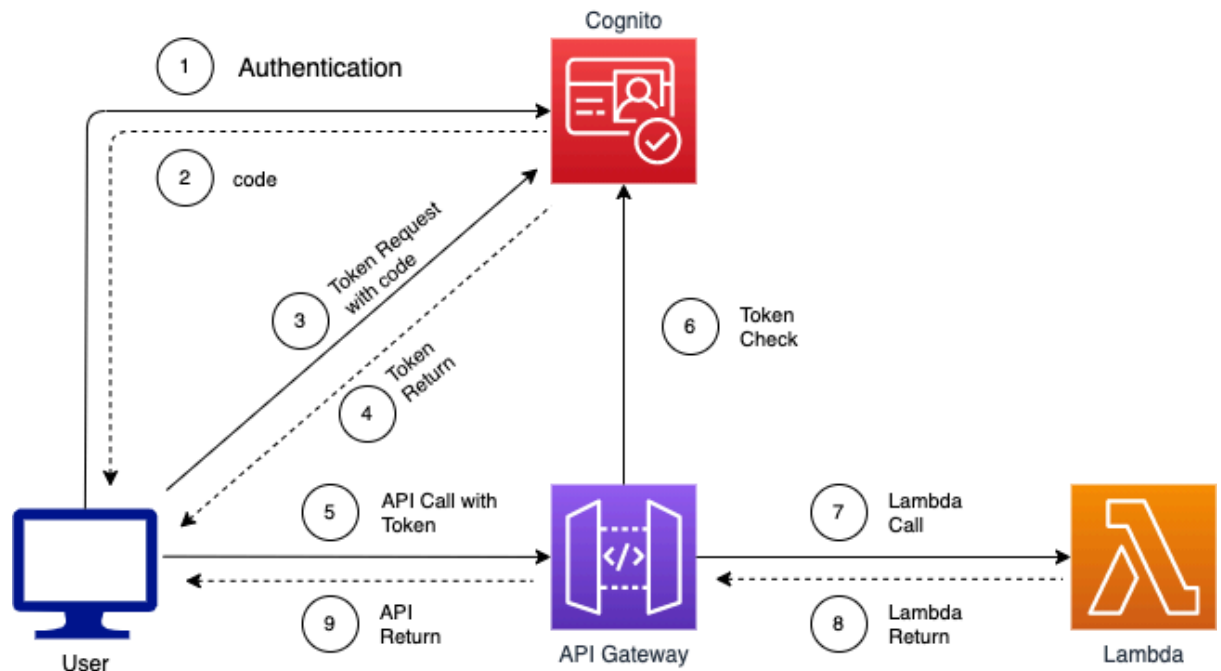 Cognito
1
Authentication
2
code
3
Token Request
with code
4
Token
Return
6
Token
Check
5
API Call with
Token
7
Lambda
Call
</>
9
API
Return
8
Lambda
Return
User
API Gateway
Lambda